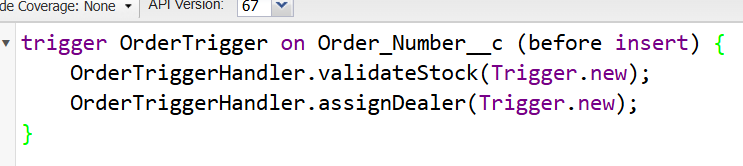 de Coverage: None API Version: 67
trigger OrderTrigger on Order_Number__c (before insert) {
    OrderTriggerHandler.validateStock(Trigger.new);
    OrderTriggerHandler.assignDealer(Trigger.new);
}